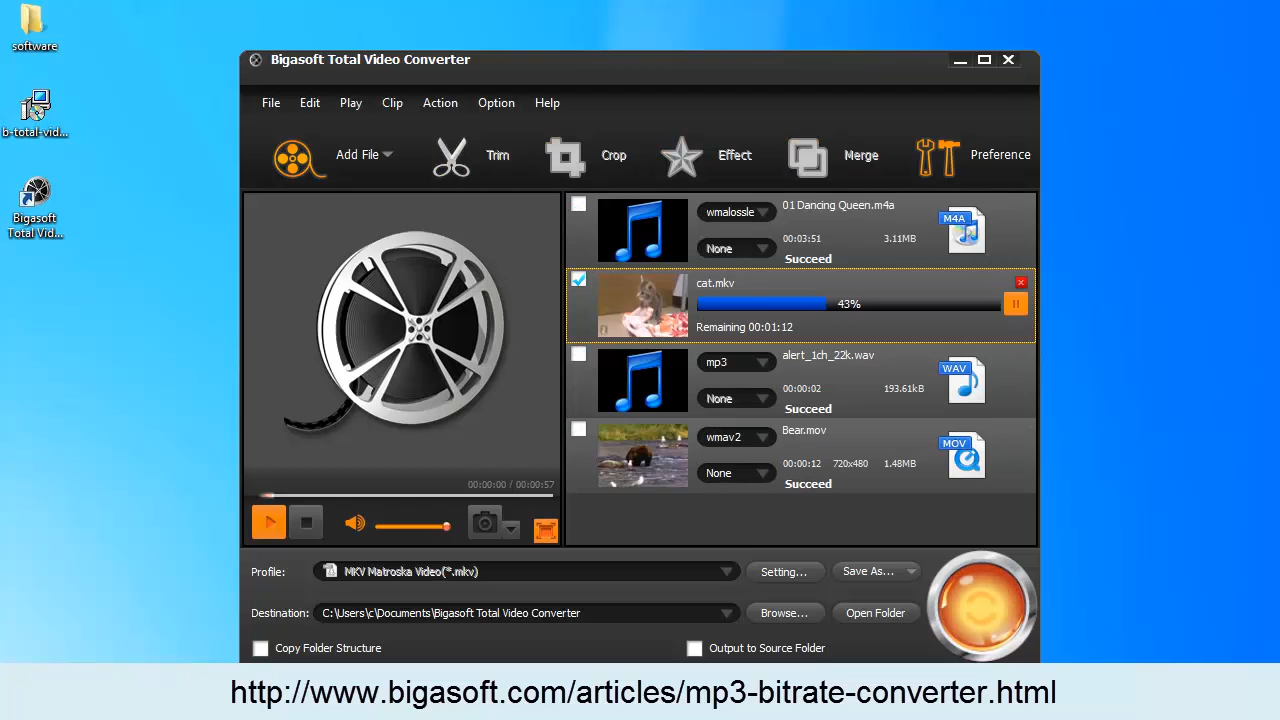 software
b-total-vid...
Bigasoft
Total Vid...
Bigasoft Total Video Converter
File Edit Play Clip Action Option Help
Add File Trim Crop Effect Merge Preference
wmalossle 01 Dancing Queen.m4a
M4A
None 00:03:51 3.11MB
Succeed
cat.mkv
43%
Remaining 00:01:12
mp3 alert_1ch_22k.wav
WAV
None 00:00:02 193.61kB
Succeed
wmav2 Bear.mov
MOV
None 00:00:12 720x480 1.48MB
Succeed
00:00:00 / 00:00:57
Profile: MKV Matroska Video(*.mkv) Setting... Save As...
Destination: C:\Users\c\Documents\Bigasoft Total Video Converter Browse... Open Folder
Copy Folder Structure Output to Source Folder
http://www.bigasoft.com/articles/mp3-bitrate-converter.html